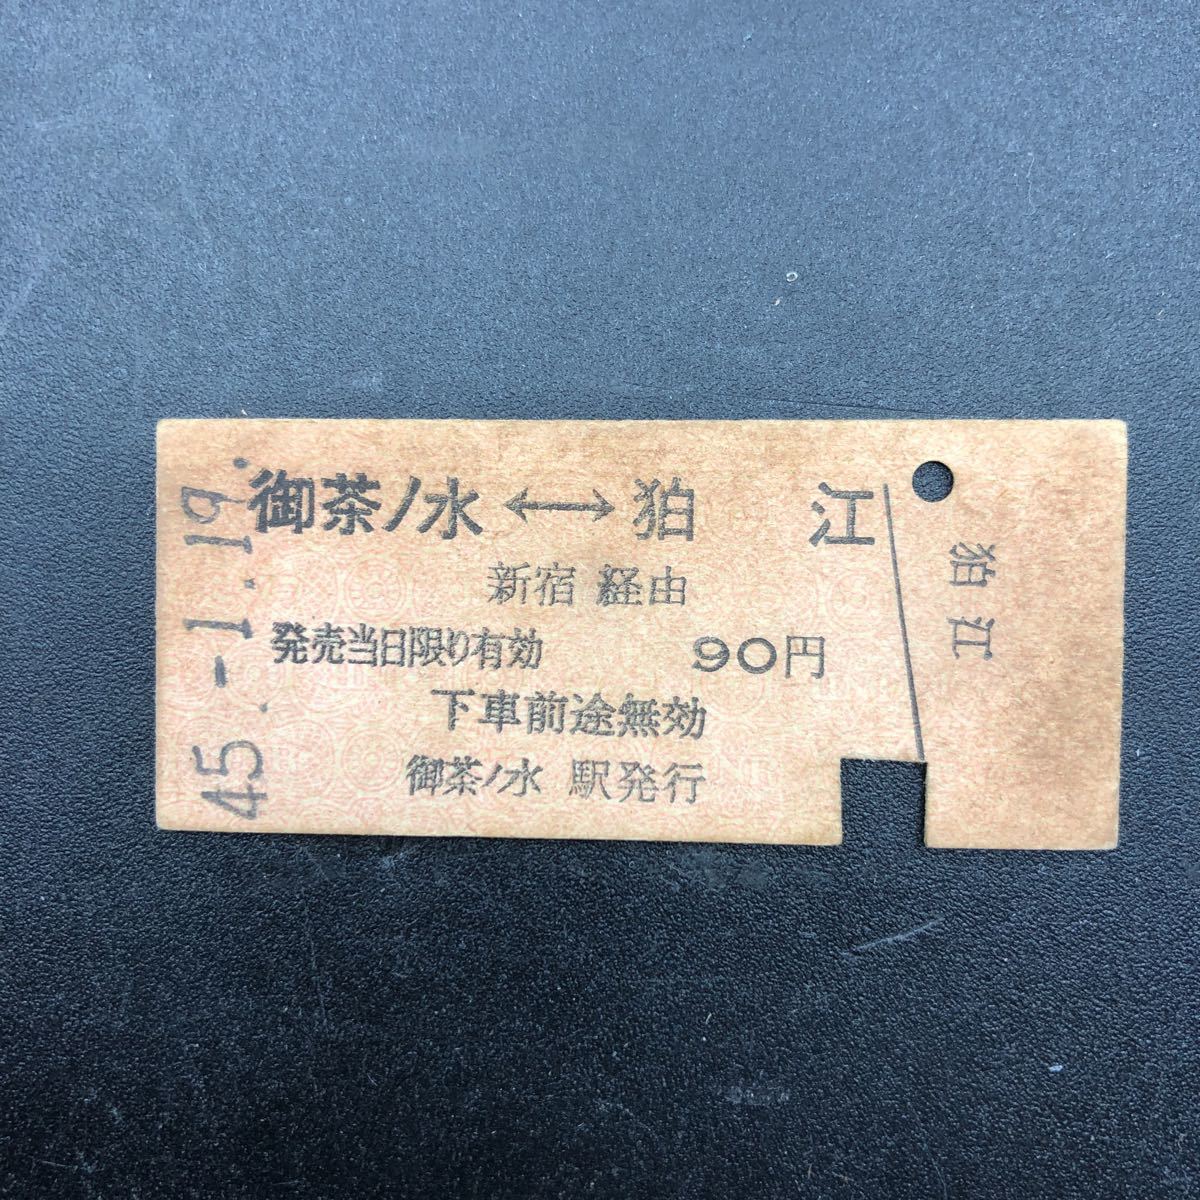 45.-1.19.
御茶ノ水↔狛江
新宿経由
発売当日限り有効 90円
下車前途無効
御茶ノ水駅発行
狛江